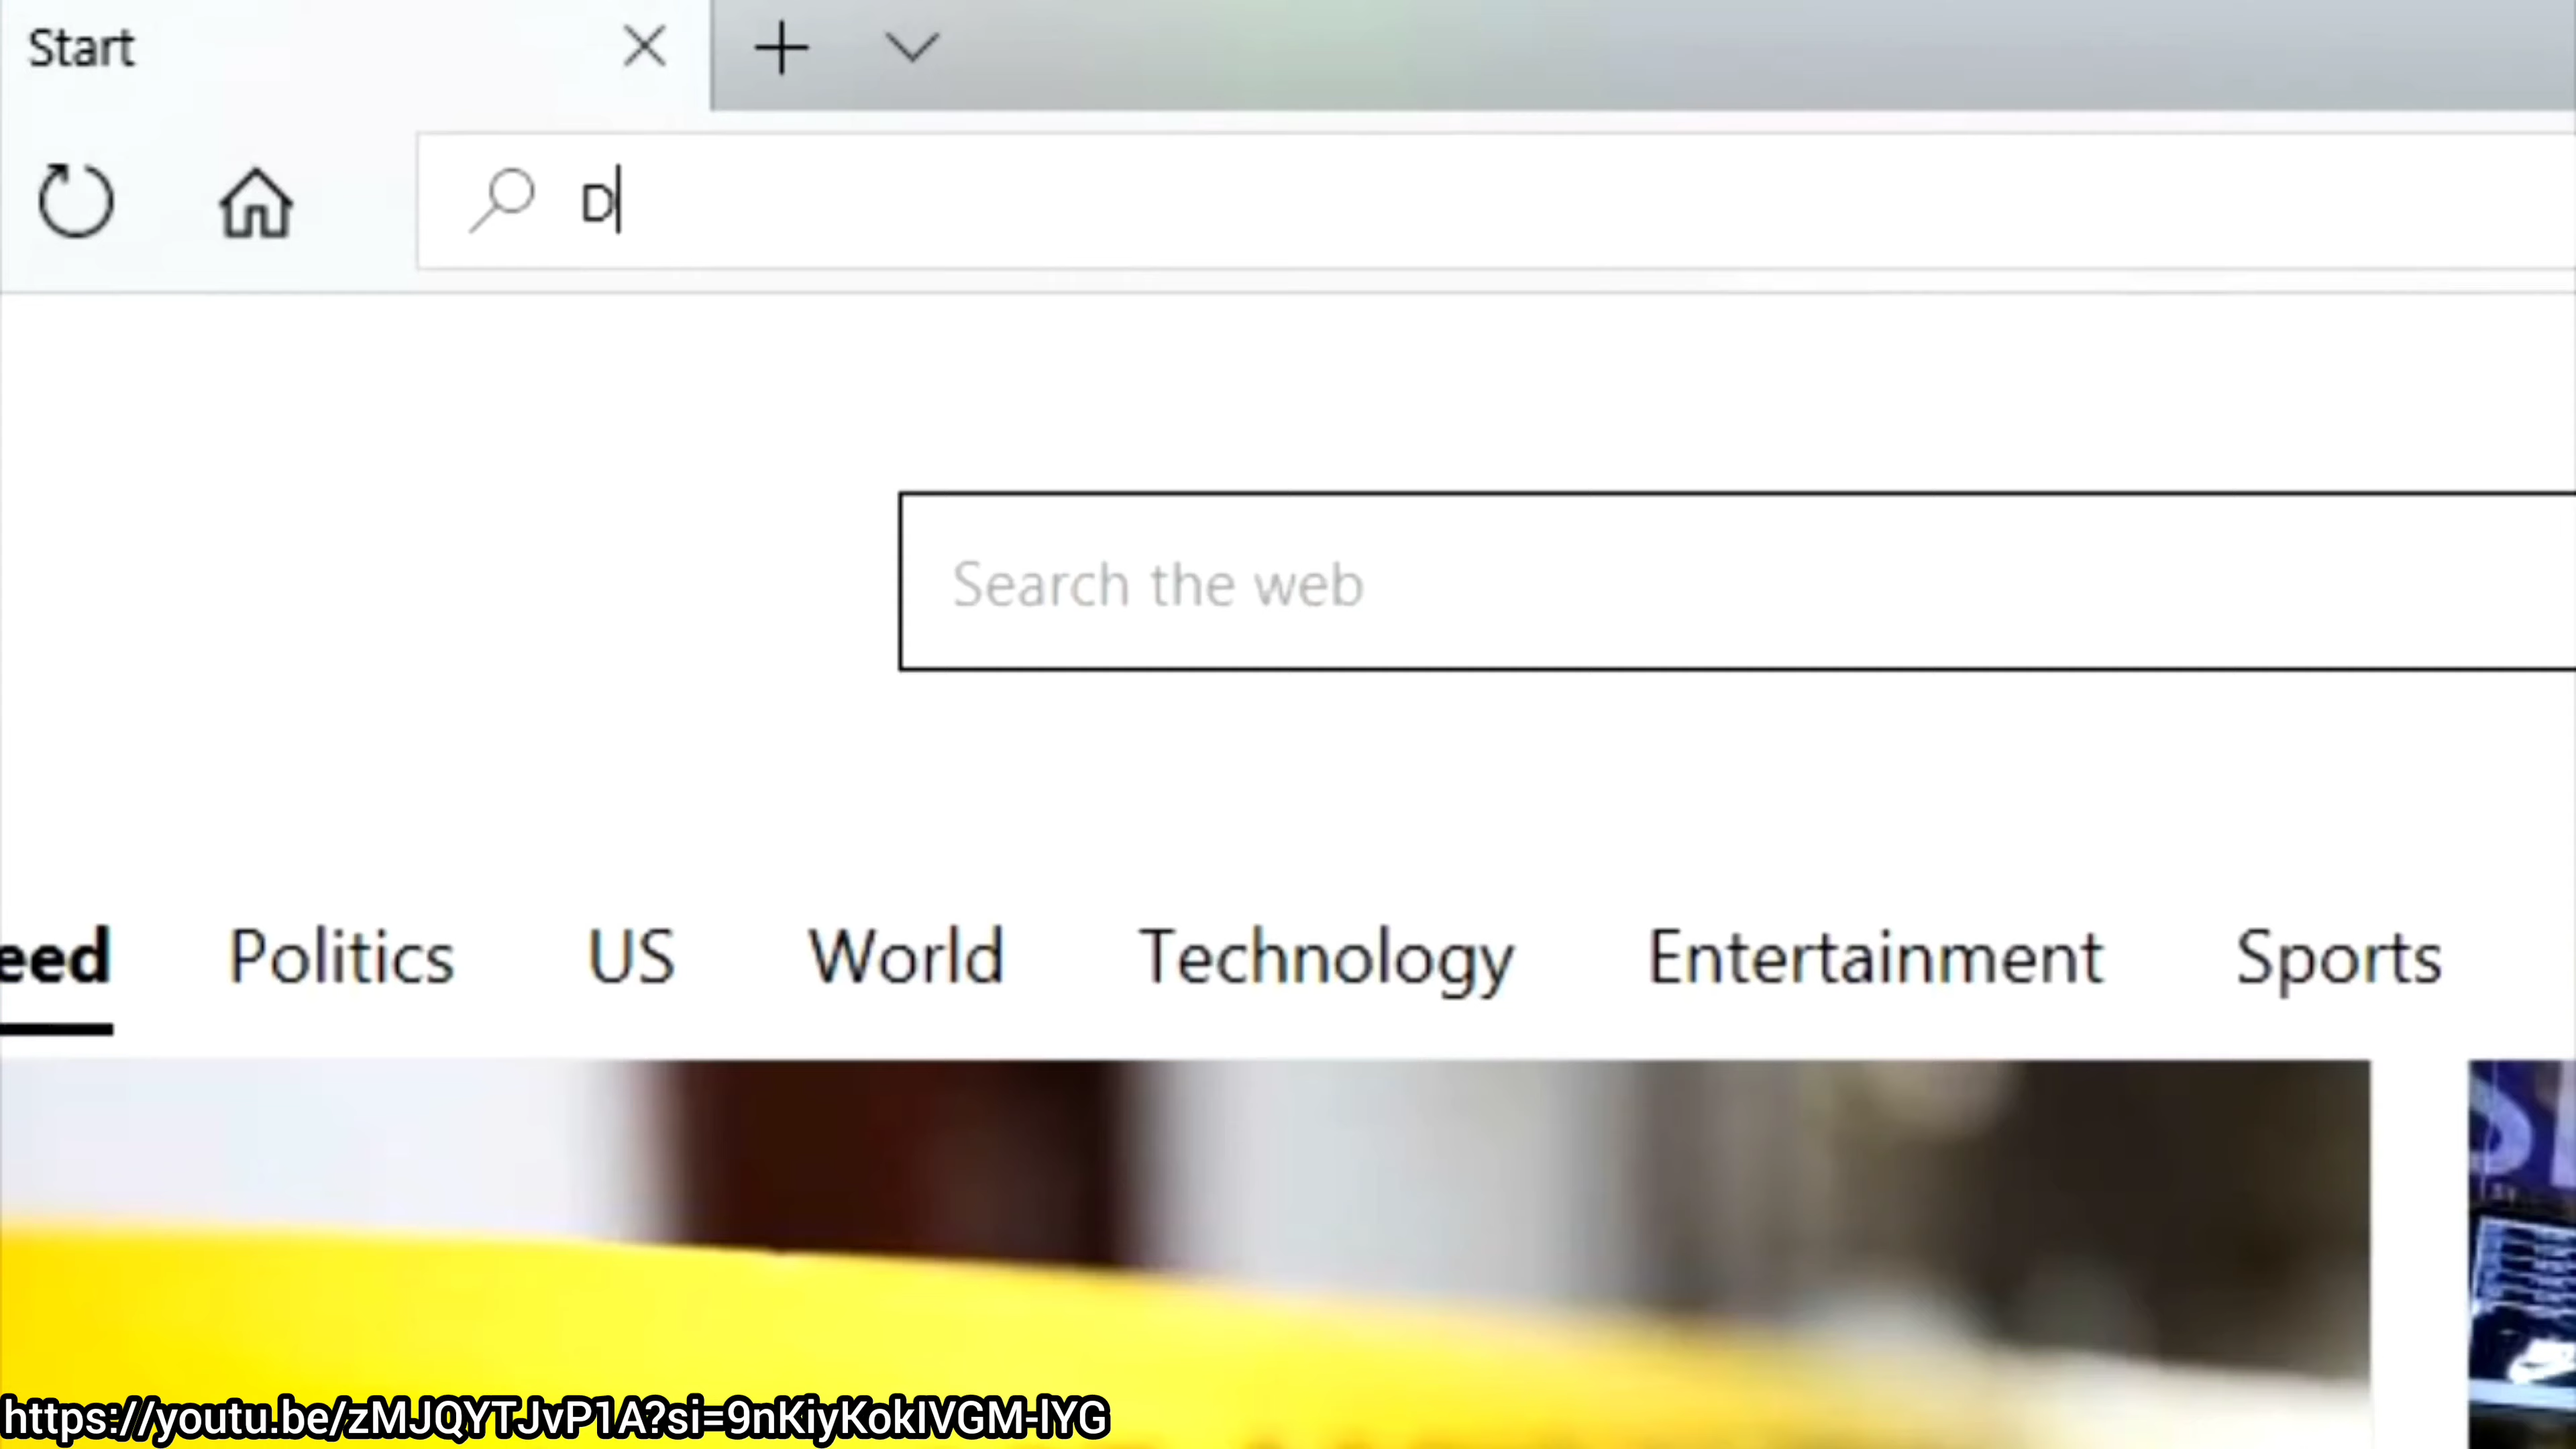 Start
D
Search the web
eed Politics US World Technology Entertainment Sports
https://youtu.be/zMJQYTJvP1A?si=9nKiyKokIVGM-lYG